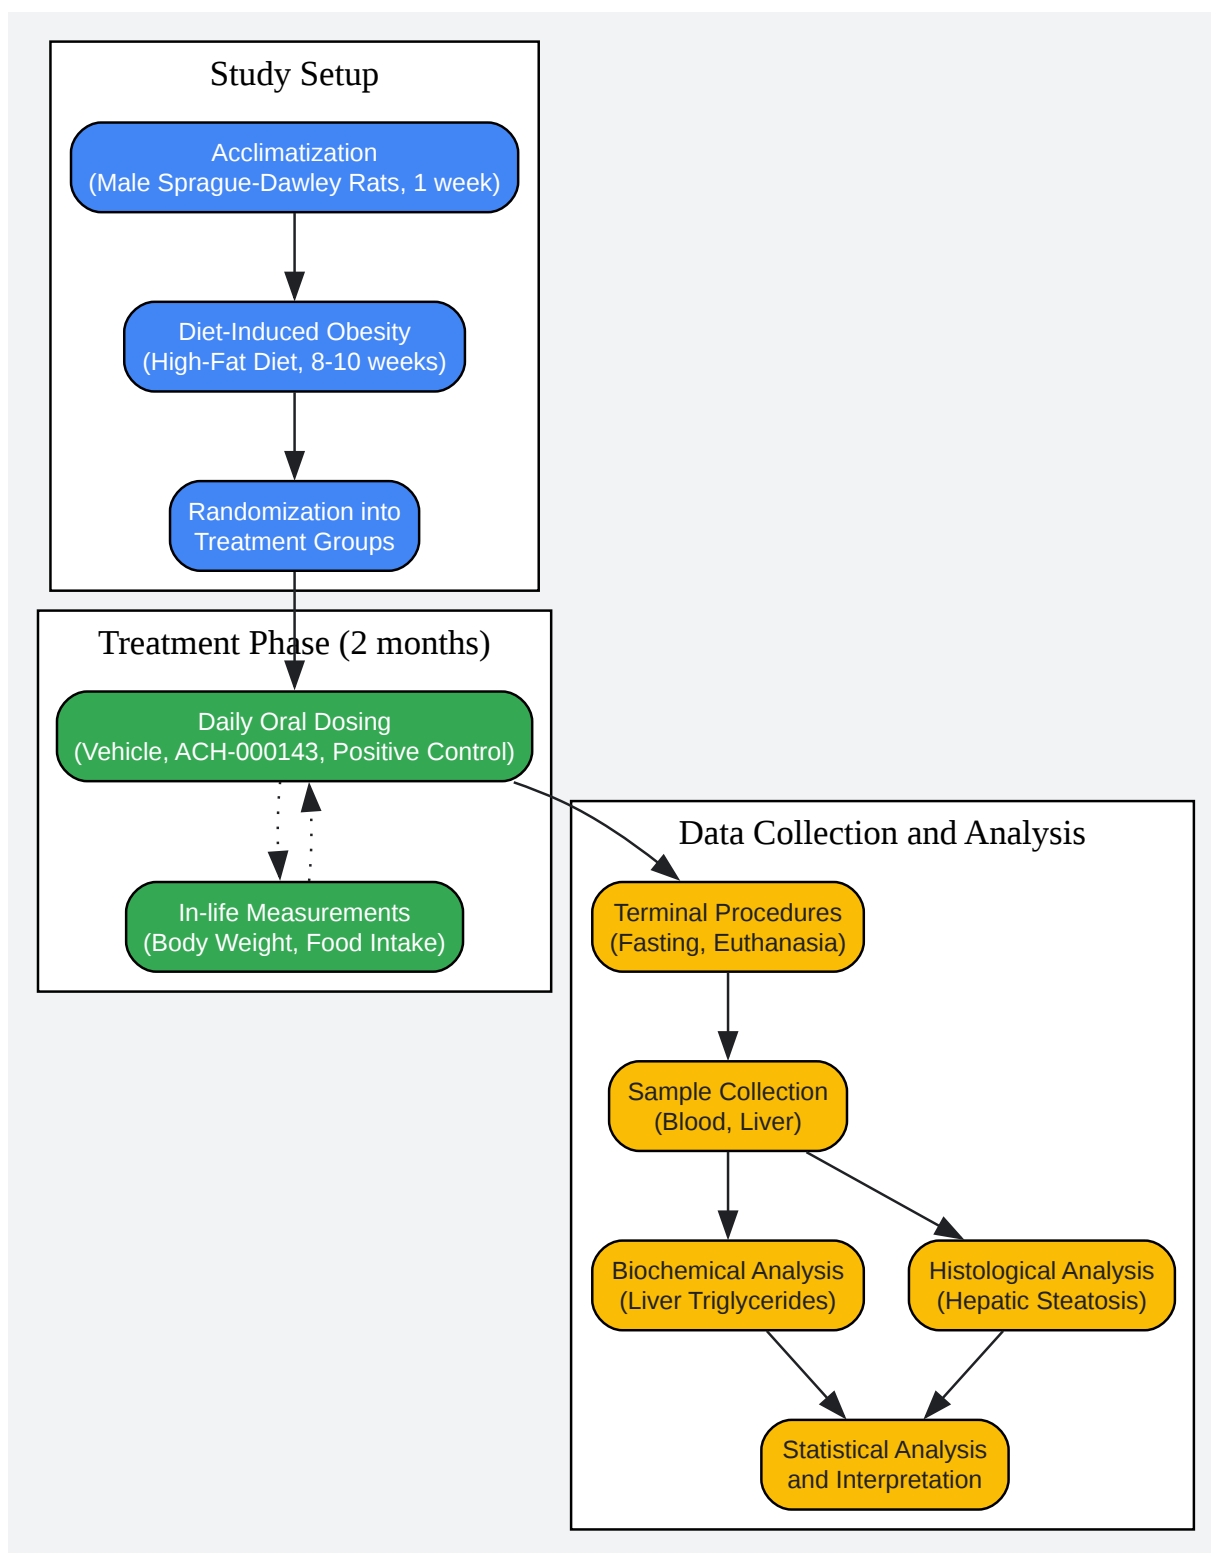 Study Setup
Acclimatization
(Male Sprague-Dawley Rats, 1 week)
Diet-Induced Obesity
(High-Fat Diet, 8-10 weeks)
Randomization into
Treatment Groups
Treatment Phase (2 months)
Daily Oral Dosing
(Vehicle, ACH-000143, Positive Control)
In-life Measurements
(Body Weight, Food Intake)
Data Collection and Analysis
Terminal Procedures
(Fasting, Euthanasia)
Sample Collection
(Blood, Liver)
Biochemical Analysis
(Liver Triglycerides)
Histological Analysis
(Hepatic Steatosis)
Statistical Analysis
and Interpretation